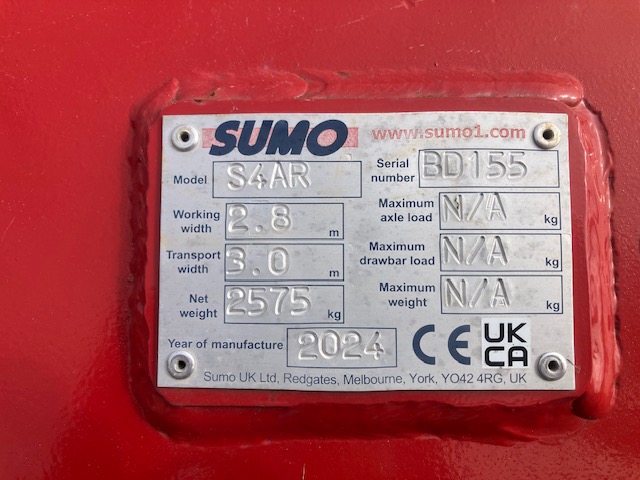 SUMO www.sumo1.com
Model S4AR Serial number BD155
Working width 2.8 m Maximum axle load N/A kg
Transport width 3.0 m Maximum drawbar load N/A kg
Net weight 2575 kg Maximum weight N/A kg
Year of manufacture 2024 CE UK CA
Sumo UK Ltd, Redgates, Melbourne, York, YO42 4RG, UK